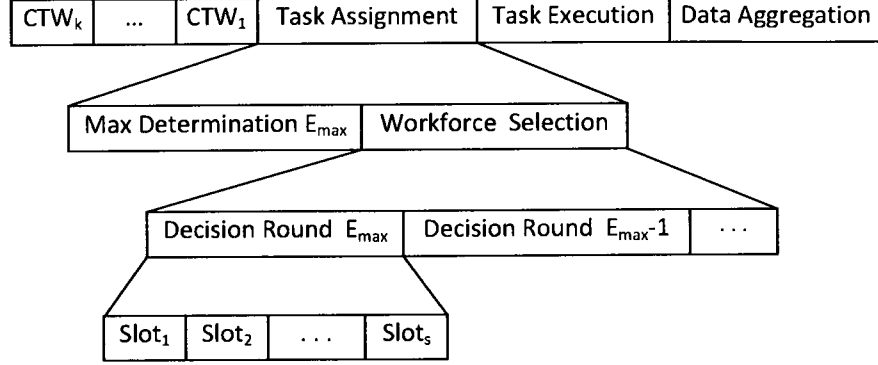 CTWk ... CTW1 Task Assignment Task Execution Data Aggregation
Max Determination Emax Workforce Selection
Decision Round Emax Decision Round Emax-1 ...
Slot1 Slot2 ... Slots